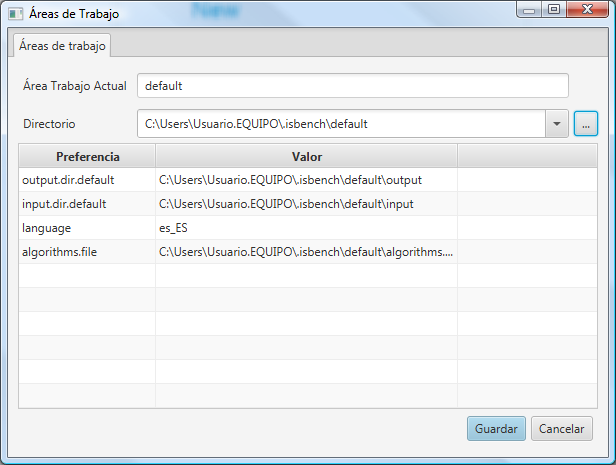 New
Áreas de Trabajo
Áreas de trabajo
Área Trabajo Actual default
Directorio C:\Users\Usuario.EQUIPO\.isbench\default ...
Preferencia Valor
output.dir.default C:\Users\Usuario.EQUIPO\.isbench\default\output
input.dir.default C:\Users\Usuario.EQUIPO\.isbench\default\input
language es_ES
algorithms.file C:\Users\Usuario.EQUIPO\.isbench\default\algorithms....
Guardar Cancelar